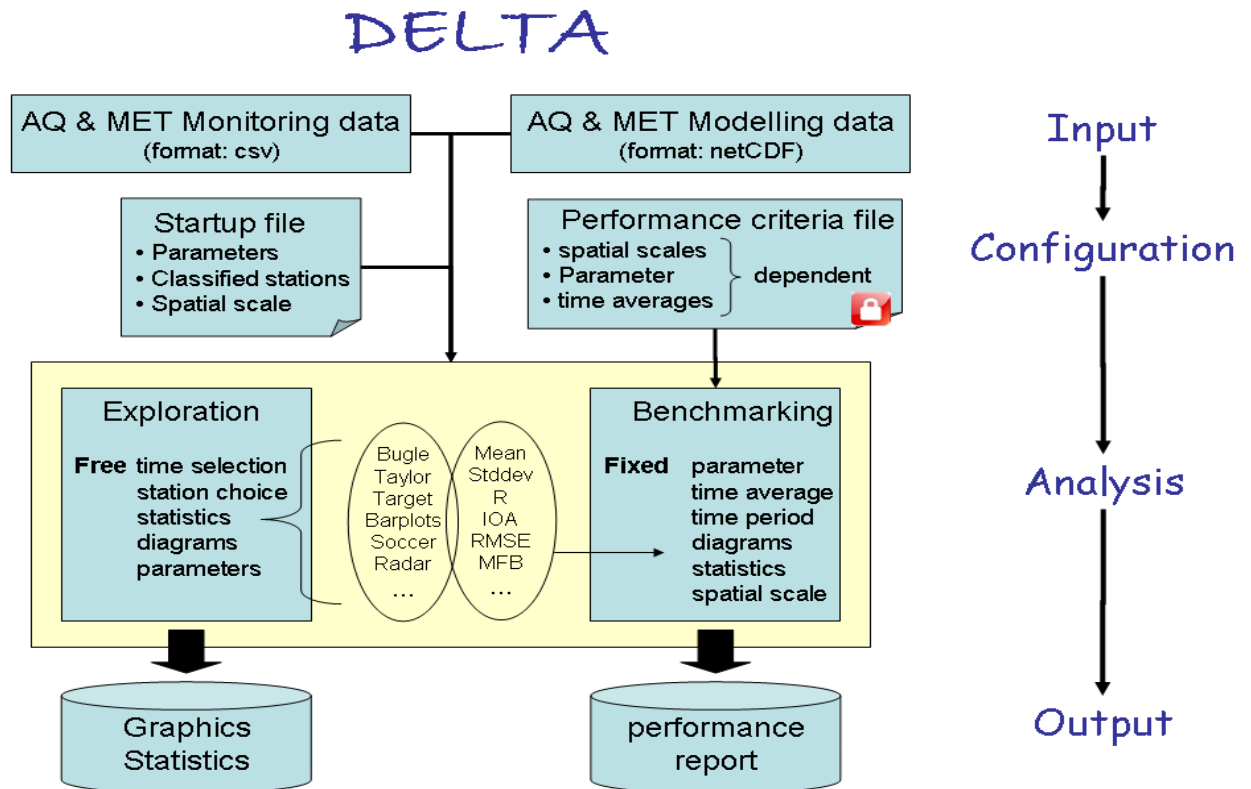 DELTA
AQ & MET Monitoring data
(format: csv)
AQ & MET Modelling data
(format: netCDF)
Input
Startup file
• Parameters
• Classified stations
• Spatial scale
Performance criteria file
• spatial scales
• Parameter
• time averages
dependent
Configuration
Exploration
Free time selection
station choice
statistics
diagrams
parameters
Bugle
Taylor
Target
Barplots
Soccer
Radar
...
Mean
Stddev
R
IOA
RMSE
MFB
...
Benchmarking
Fixed parameter
time average
time period
diagrams
statistics
spatial scale
Analysis
Graphics
Statistics
performance
report
Output